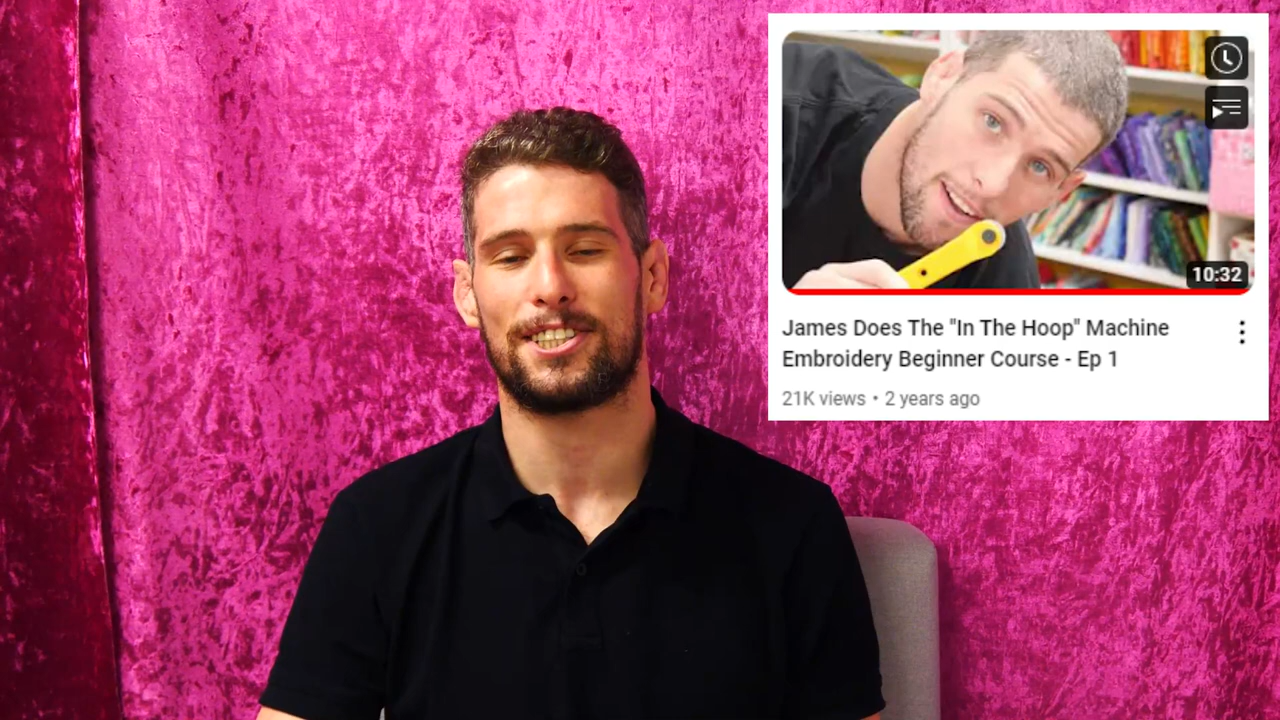 10:32
James Does The "In The Hoop" Machine
Embroidery Beginner Course - Ep 1
21K views • 2 years ago